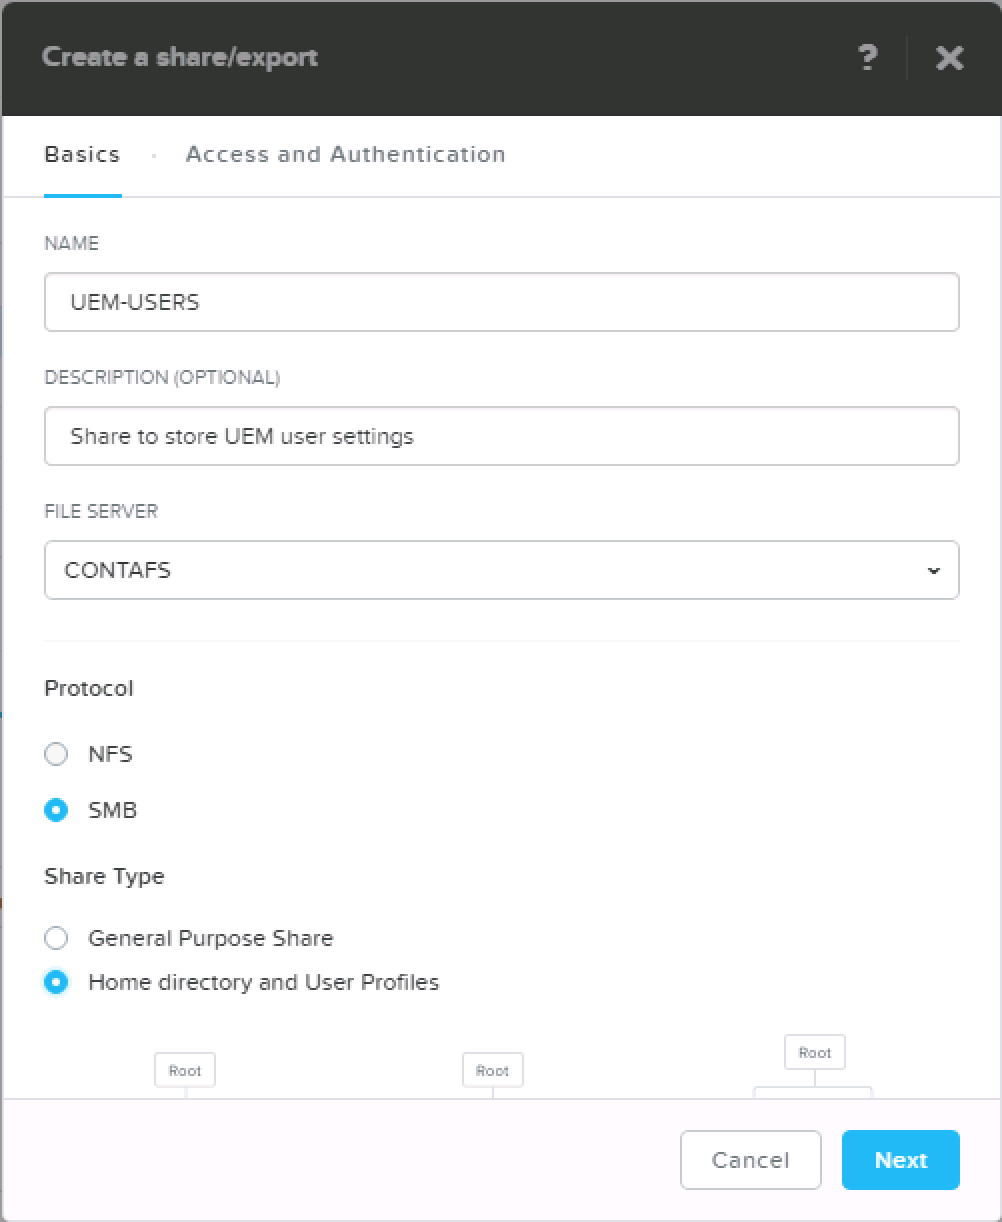 Create a share/export
?
Basics · Access and Authentication
NAME
UEM-USERS
DESCRIPTION (OPTIONAL)
Share to store UEM user settings
FILE SERVER
CONTAFS
Protocol
NFS
SMB
Share Type
General Purpose Share
Home directory and User Profiles
Root Root Root
Cancel Next